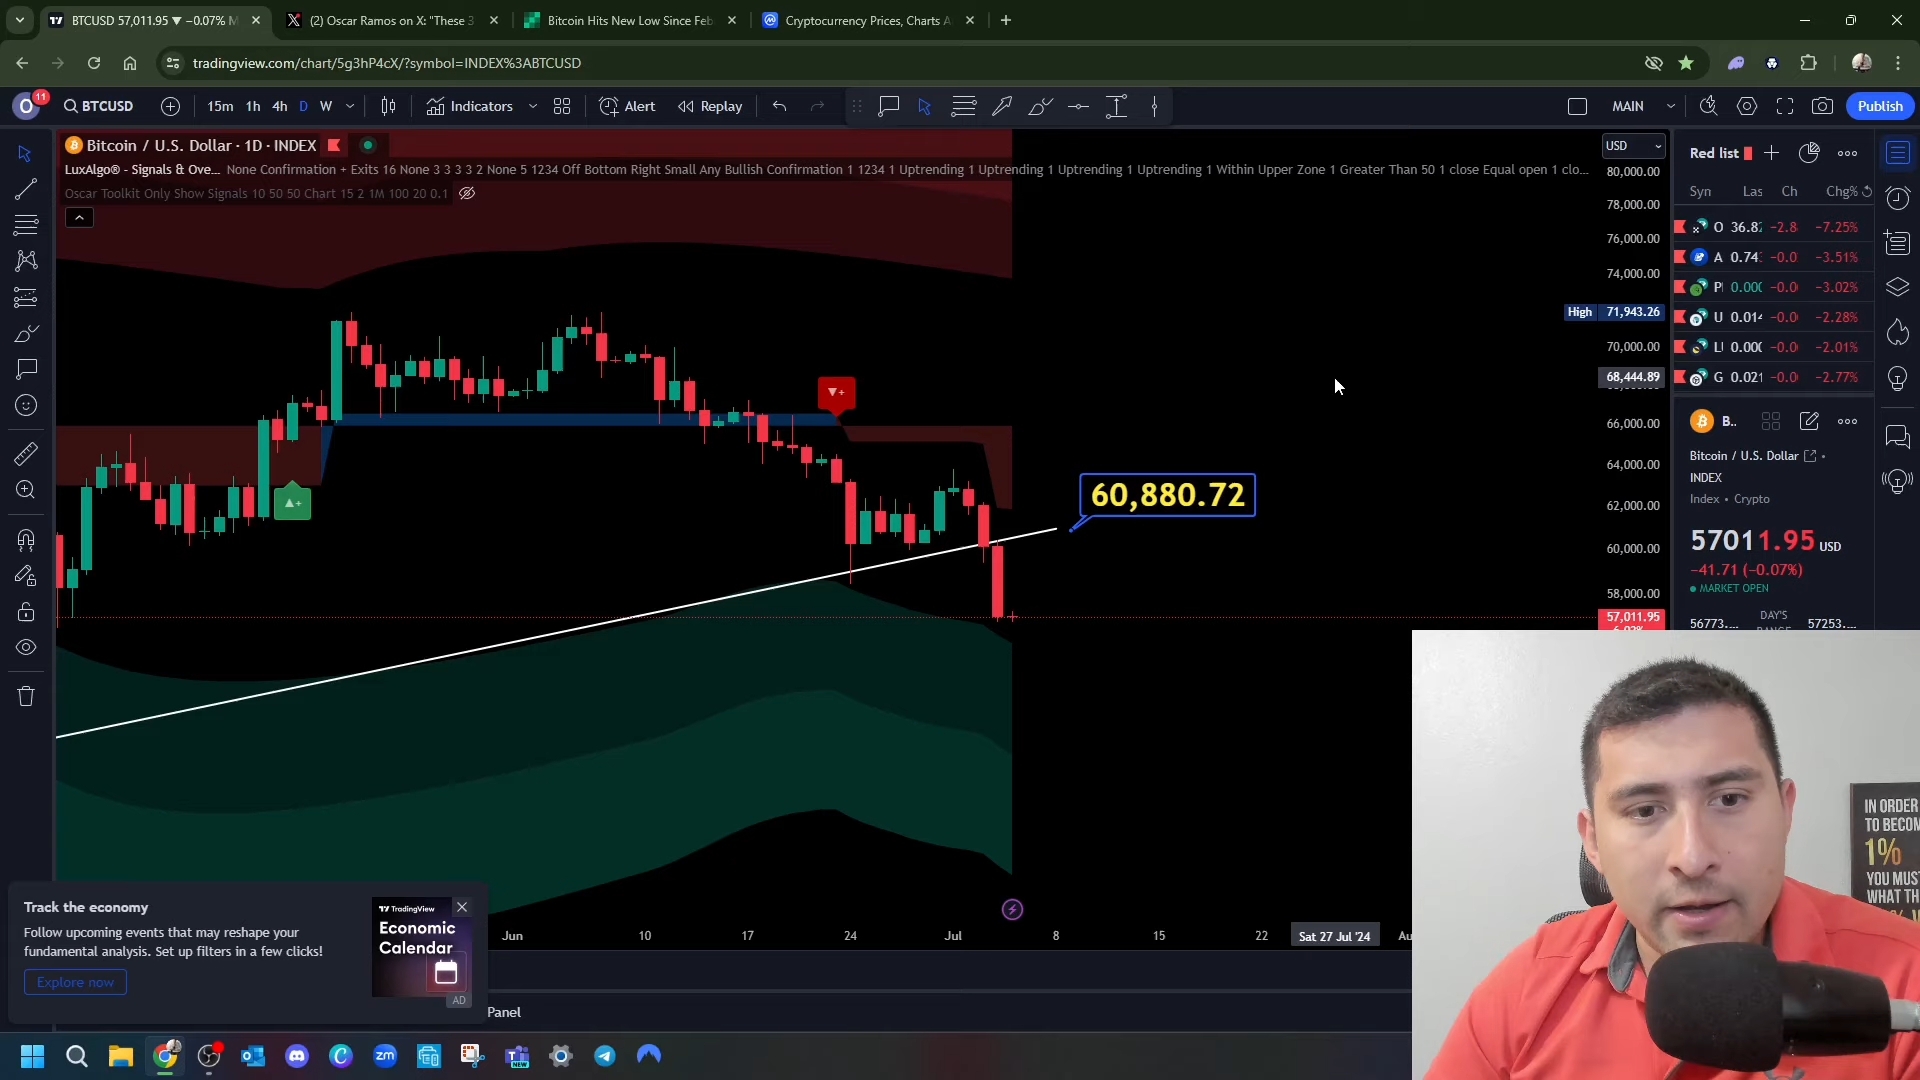 BTCUSD 57,011.95 ▼ −0.07% M
(2) Oscar Ramos on X: "These 3
Bitcoin Hits New Low Since Feb
Cryptocurrency Prices, Charts A
tradingview.com/chart/5g3hP4cX/?symbol=INDEX%3ABTCUSD
O 11 BTCUSD 15m 1h 4h D W Indicators Alert Replay MAIN Publish
Bitcoin / U.S. Dollar · 1D · INDEX
LuxAlgo® - Signals & Ove... None Confirmation + Exits 16 None 3 3 3 3 2 None 5 1234 Off Bottom Right Small Any Bullish Confirmation 1 1234 1 Uptrending 1 Uptrending 1 Uptrending 1 Uptrending 1 Within Upper Zone 1 Greater Than 50 1 close Equal open 1 clo...
Oscar Toolkit Only Show Signals 10 50 50 Chart 15 2 1M 100 20 0.1
USD
80,000.00
78,000.00
76,000.00
74,000.00
High 71,943.26
70,000.00
68,444.89
66,000.00
64,000.00
62,000.00
60,000.00
58,000.00
57,011.95
▼+
▲+
60,880.72
Red list
Syn Las Ch Chg%
O 36.82 −2.8 −7.25%
A 0.74 −0.0 −3.51%
P 0.000 −0.0 −3.02%
U 0.014 −0.0 −2.28%
L 0.000 −0.0 −2.01%
G 0.021 −0.0 −2.77%
B..
Bitcoin / U.S. Dollar
INDEX
Index • Crypto
57011.95 USD
−41.71 (−0.07%)
MARKET OPEN
DAY'S
56773.... 57253....
Jun 10 17 24 Jul 8 15 22 Sat 27 Jul '24 Au
Track the economy
Follow upcoming events that may reshape your
fundamental analysis. Set up filters in a few clicks!
Explore now
TradingView
Economic
Calendar
AD
Panel
IN ORDER
TO BECOM
1%
YOU MUS
WHAT TH
zm
NEW